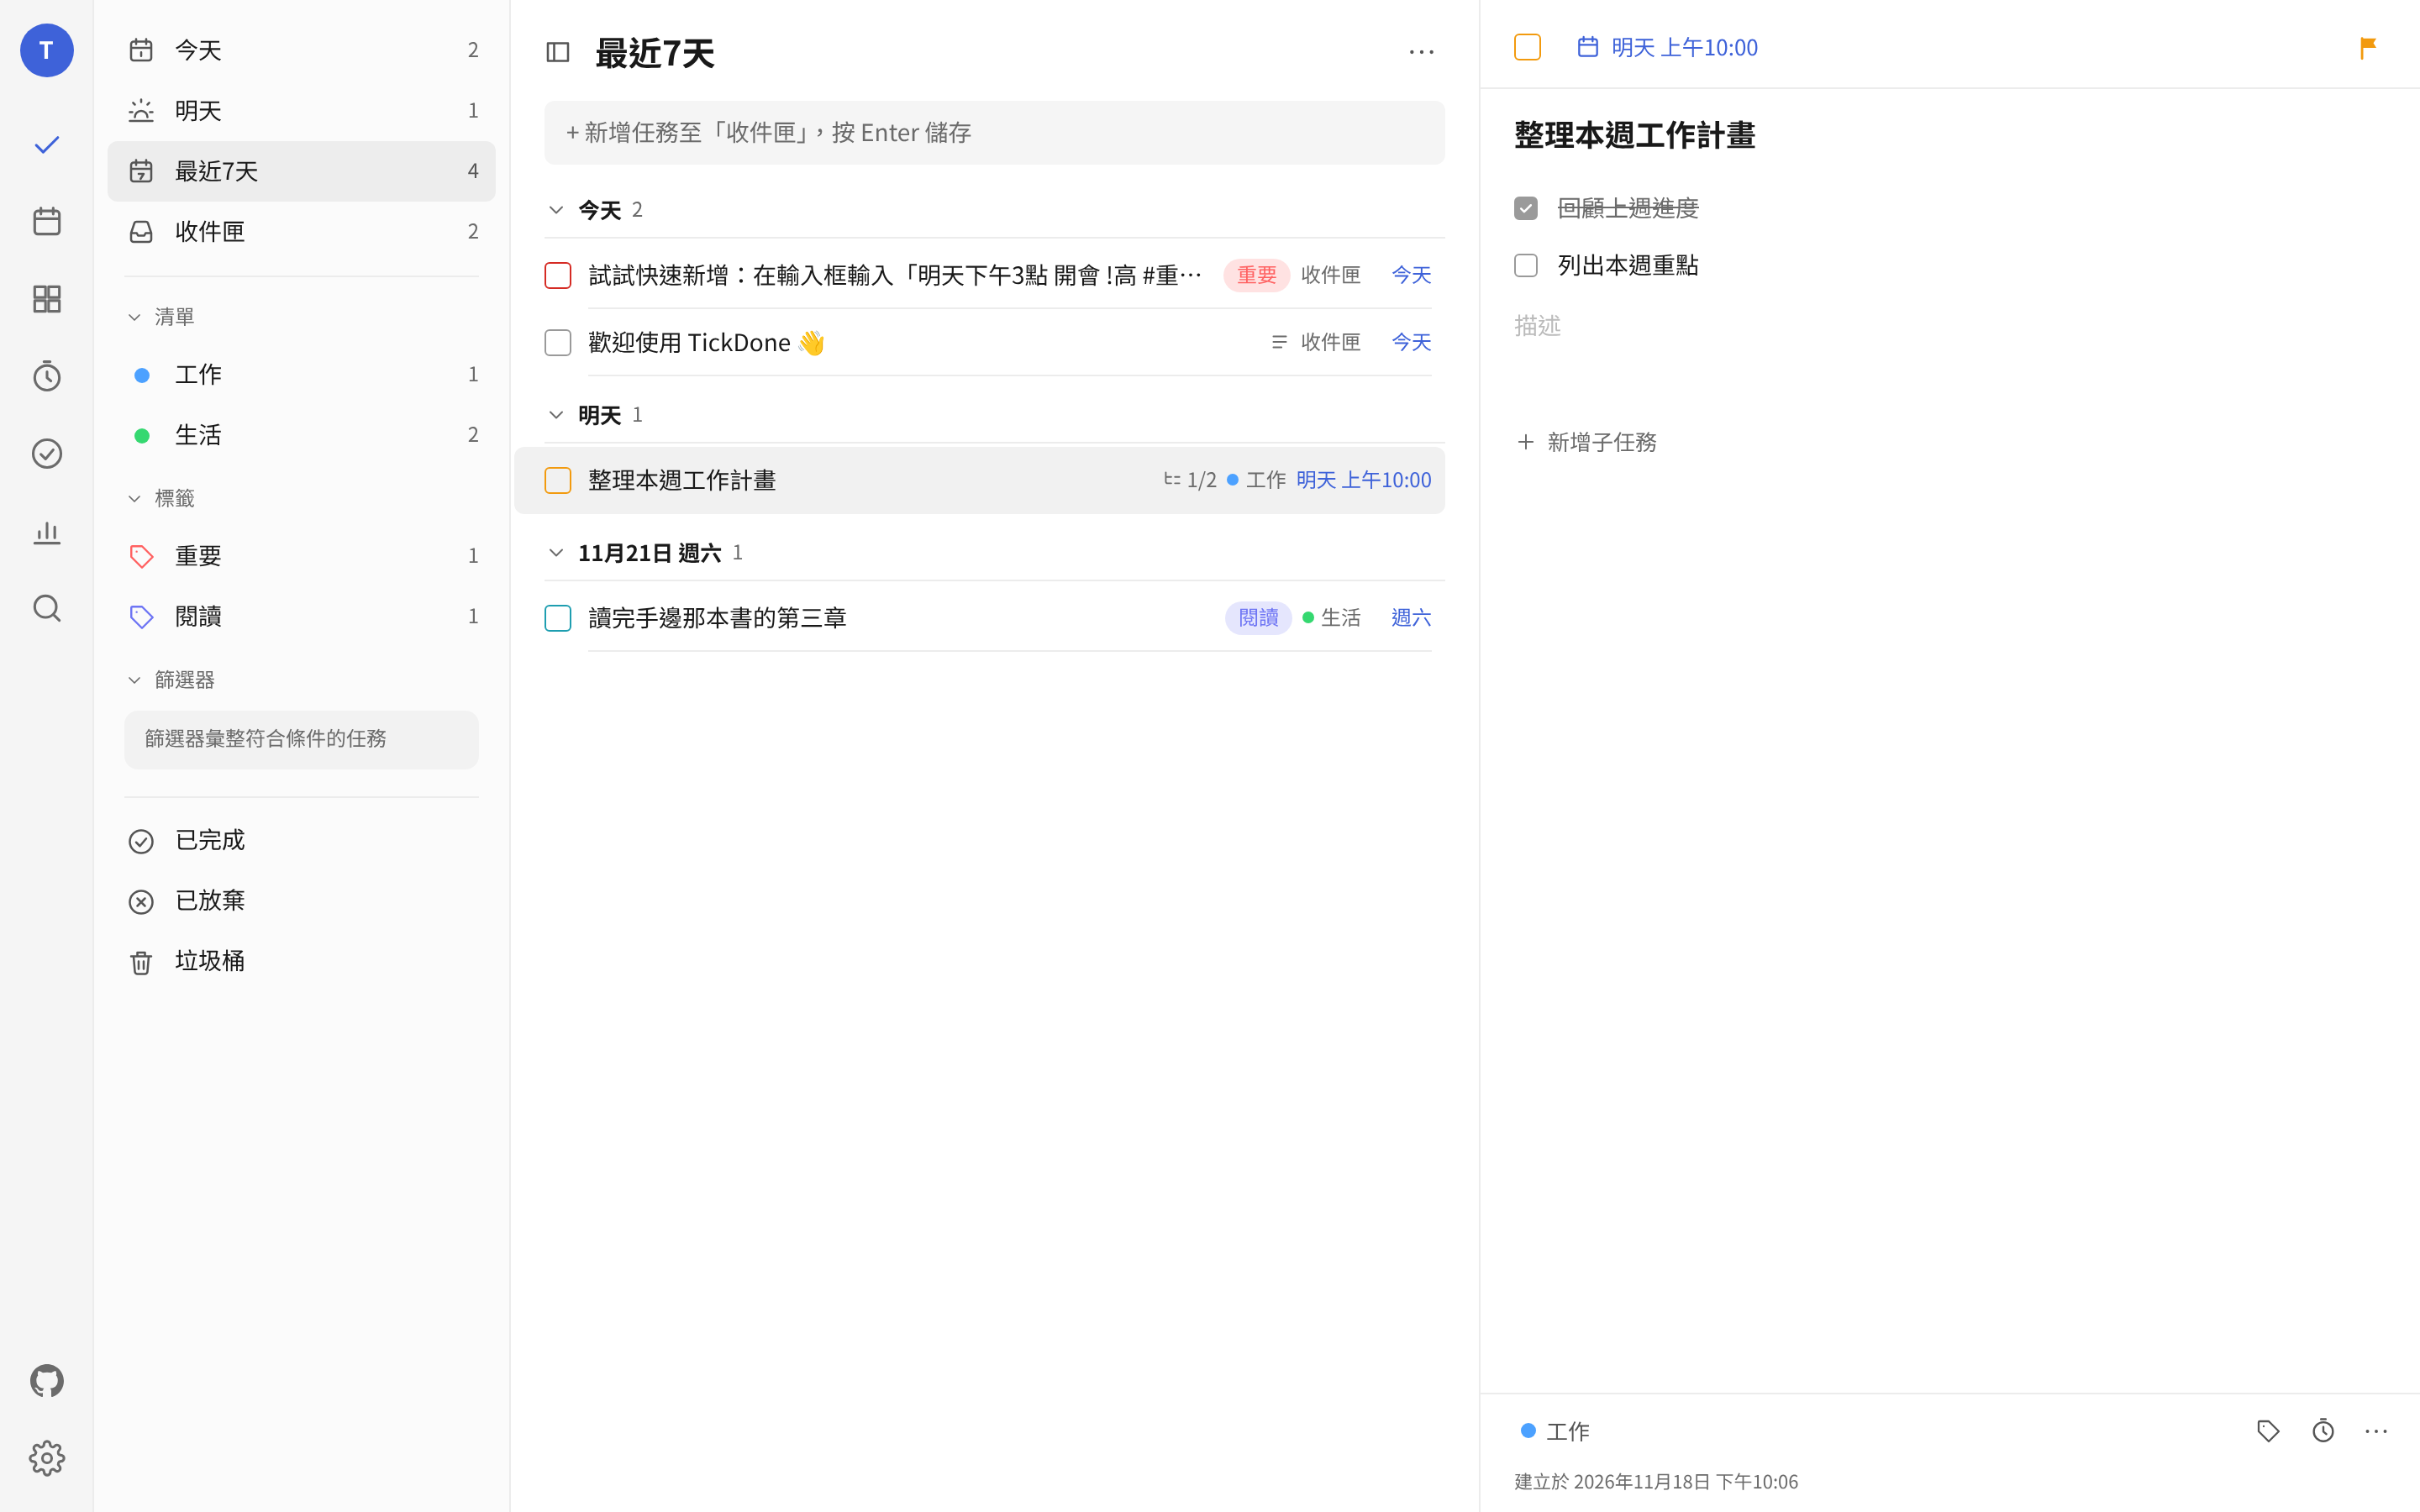 T
今天 2
明天 1
最近7天 4
收件匣 2
清單
工作 1
生活 2
標籤
重要 1
閱讀 1
篩選器
篩選器彙整符合條件的任務
已完成
已放棄
垃圾桶
最近7天
+ 新增任務至「收件匣」，按 Enter 儲存
今天 2
試試快速新增：在輸入框輸入「明天下午3點 開會 !高 #重⋯ 重要 收件匣 今天
歡迎使用 TickDone 👋 收件匣 今天
明天 1
整理本週工作計畫 1/2 工作 明天 上午10:00
11月21日 週六 1
讀完手邊那本書的第三章 閱讀 生活 週六
明天 上午10:00
整理本週工作計畫
回顧上週進度
列出本週重點
描述
新增子任務
工作
建立於 2026年11月18日 下午10:06